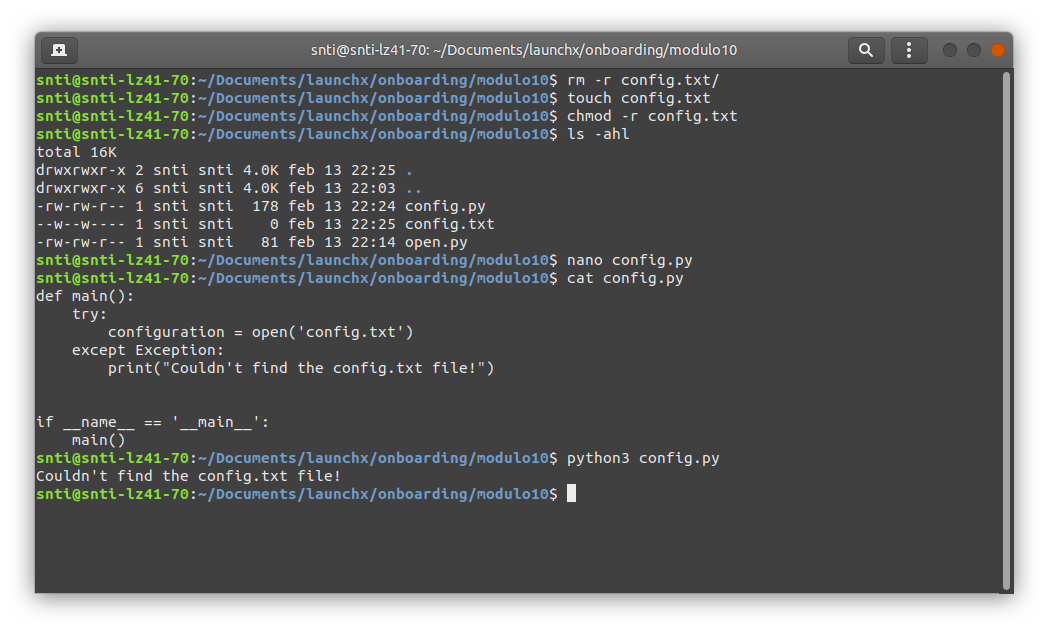 snti@snti-lz41-70: ~/Documents/launchx/onboarding/modulo10
snti@snti-lz41-70:~/Documents/launchx/onboarding/modulo10$ rm -r config.txt/
snti@snti-lz41-70:~/Documents/launchx/onboarding/modulo10$ touch config.txt
snti@snti-lz41-70:~/Documents/launchx/onboarding/modulo10$ chmod -r config.txt
snti@snti-lz41-70:~/Documents/launchx/onboarding/modulo10$ ls -ahl
total 16K
drwxrwxr-x 2 snti snti 4.0K feb 13 22:25 .
drwxrwxr-x 6 snti snti 4.0K feb 13 22:03 ..
-rw-rw-r-- 1 snti snti  178 feb 13 22:24 config.py
--w--w---- 1 snti snti    0 feb 13 22:25 config.txt
-rw-rw-r-- 1 snti snti   81 feb 13 22:14 open.py
snti@snti-lz41-70:~/Documents/launchx/onboarding/modulo10$ nano config.py
snti@snti-lz41-70:~/Documents/launchx/onboarding/modulo10$ cat config.py
def main():
    try:
        configuration = open('config.txt')
    except Exception:
        print("Couldn't find the config.txt file!")
if __name__ == '__main__':
    main()
snti@snti-lz41-70:~/Documents/launchx/onboarding/modulo10$ python3 config.py
Couldn't find the config.txt file!
snti@snti-lz41-70:~/Documents/launchx/onboarding/modulo10$